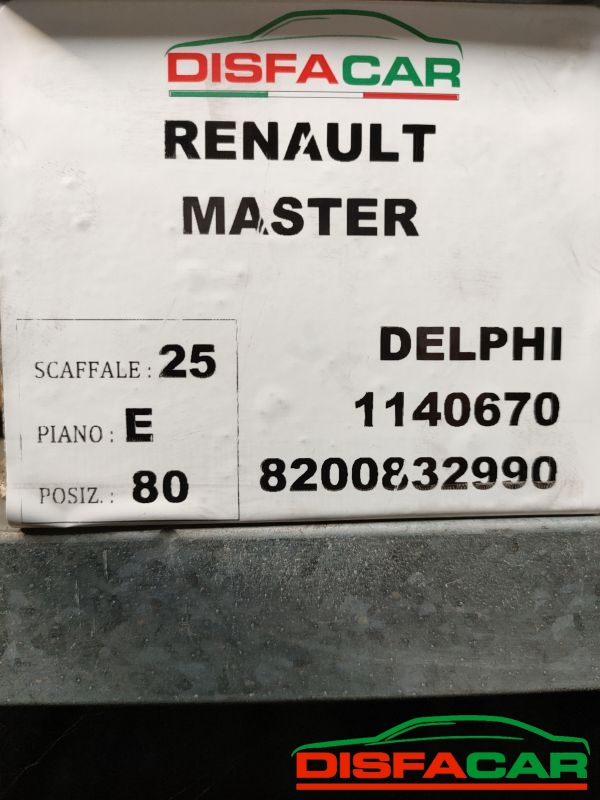 DISFACAR
RENAULT
MASTER
SCAFFALE : 25
PIANO : E
POSIZ. : 80
DELPHI
1140670
8200832990
DISFACAR